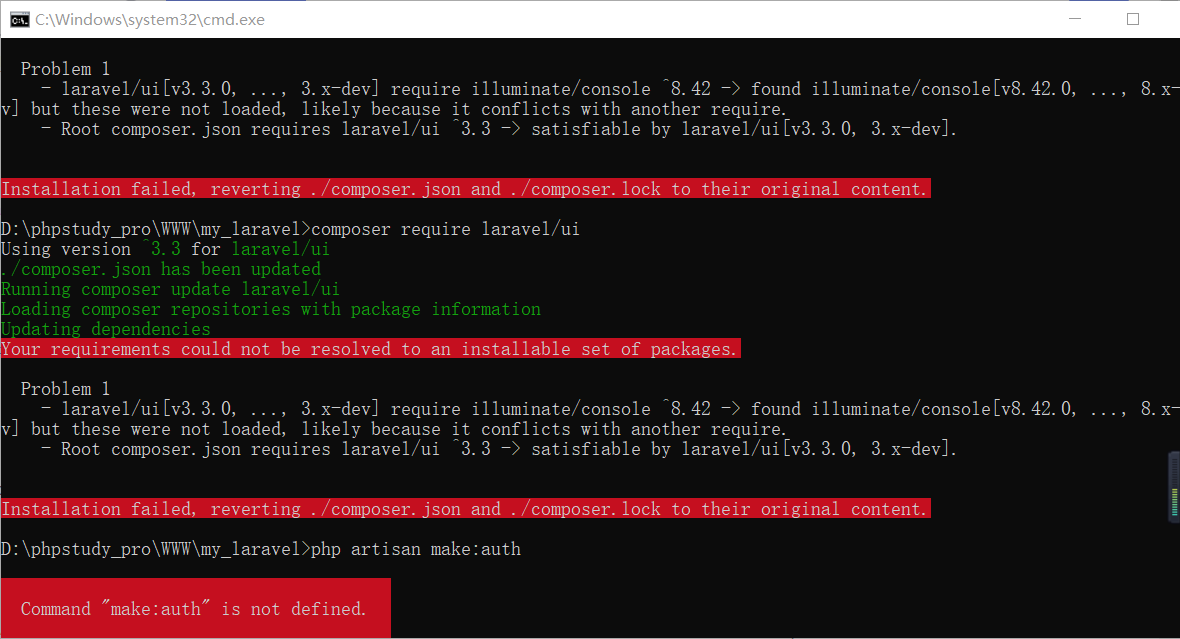 C:\Windows\system32\cmd.exe
Problem 1
- laravel/ui[v3.3.0, ..., 3.x-dev] require illuminate/console ^8.42 -> found illuminate/console[v8.42.0, ..., 8.x-
v] but these were not loaded, likely because it conflicts with another require.
- Root composer.json requires laravel/ui ^3.3 -> satisfiable by laravel/ui[v3.3.0, 3.x-dev].
Installation failed, reverting ./composer.json and ./composer.lock to their original content.
D:\phpstudy_pro\WWW\my_laravel>composer require laravel/ui
Using version ^3.3 for laravel/ui
./composer.json has been updated
Running composer update laravel/ui
Loading composer repositories with package information
Updating dependencies
Your requirements could not be resolved to an installable set of packages.
Problem 1
- laravel/ui[v3.3.0, ..., 3.x-dev] require illuminate/console ^8.42 -> found illuminate/console[v8.42.0, ..., 8.x-
v] but these were not loaded, likely because it conflicts with another require.
- Root composer.json requires laravel/ui ^3.3 -> satisfiable by laravel/ui[v3.3.0, 3.x-dev].
Installation failed, reverting ./composer.json and ./composer.lock to their original content.
D:\phpstudy_pro\WWW\my_laravel>php artisan make:auth
Command "make:auth" is not defined.